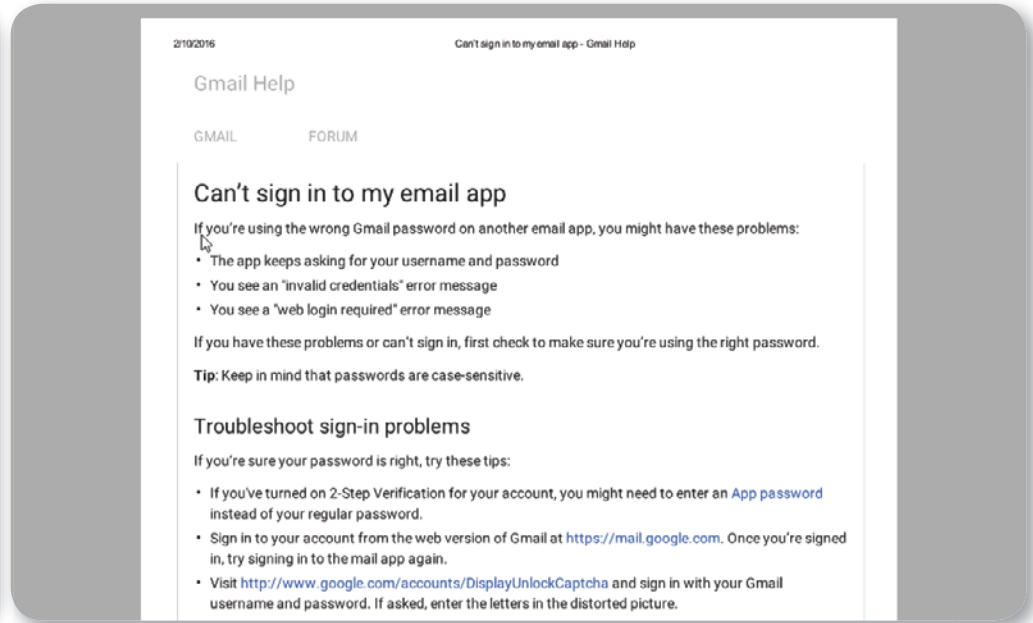 2/10/2016 Can't sign in to my email app - Gmail Help
Gmail Help
GMAIL FORUM
Can't sign in to my email app
If you're using the wrong Gmail password on another email app, you might have these problems:
• The app keeps asking for your username and password
• You see an "invalid credentials" error message
• You see a "web login required" error message
If you have these problems or can't sign in, first check to make sure you're using the right password.
Tip: Keep in mind that passwords are case-sensitive.
Troubleshoot sign-in problems
If you're sure your password is right, try these tips:
• If you've turned on 2-Step Verification for your account, you might need to enter an App password
instead of your regular password.
• Sign in to your account from the web version of Gmail at https://mail.google.com. Once you're signed
in, try signing in to the mail app again.
• Visit http://www.google.com/accounts/DisplayUnlockCaptcha and sign in with your Gmail
username and password. If asked, enter the letters in the distorted picture.